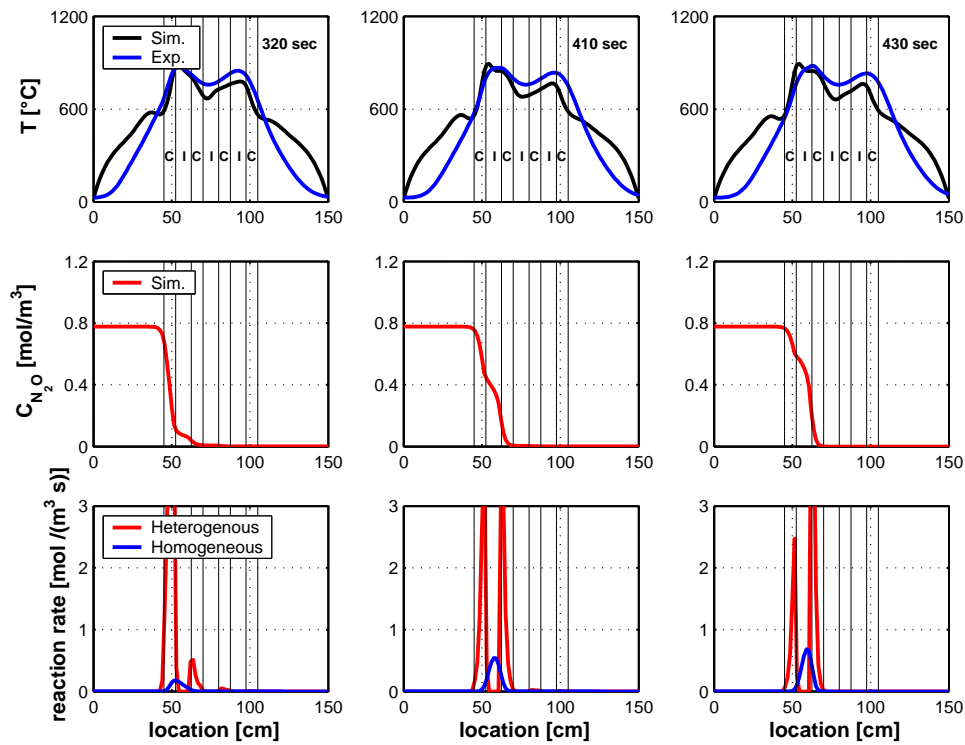 1200
600
0
T [°C]
Sim.
Exp.
320 sec
C I C I C I C
0 50 100 150
1200
600
0
410 sec
C I C I C I C
0 50 100 150
1200
600
0
430 sec
C I C I C I C
0 50 100 150
1.2
0.8
0.4
0
C_{N_2O} [mol/m³]
Sim.
0 50 100 150
1.2
0.8
0.4
0
0 50 100 150
1.2
0.8
0.4
0
0 50 100 150
3
2
1
0
reaction rate [mol /(m³ s)]
Heterogenous
Homogeneous
0 50 100 150
location [cm]
3
2
1
0
0 50 100 150
location [cm]
3
2
1
0
0 50 100 150
location [cm]